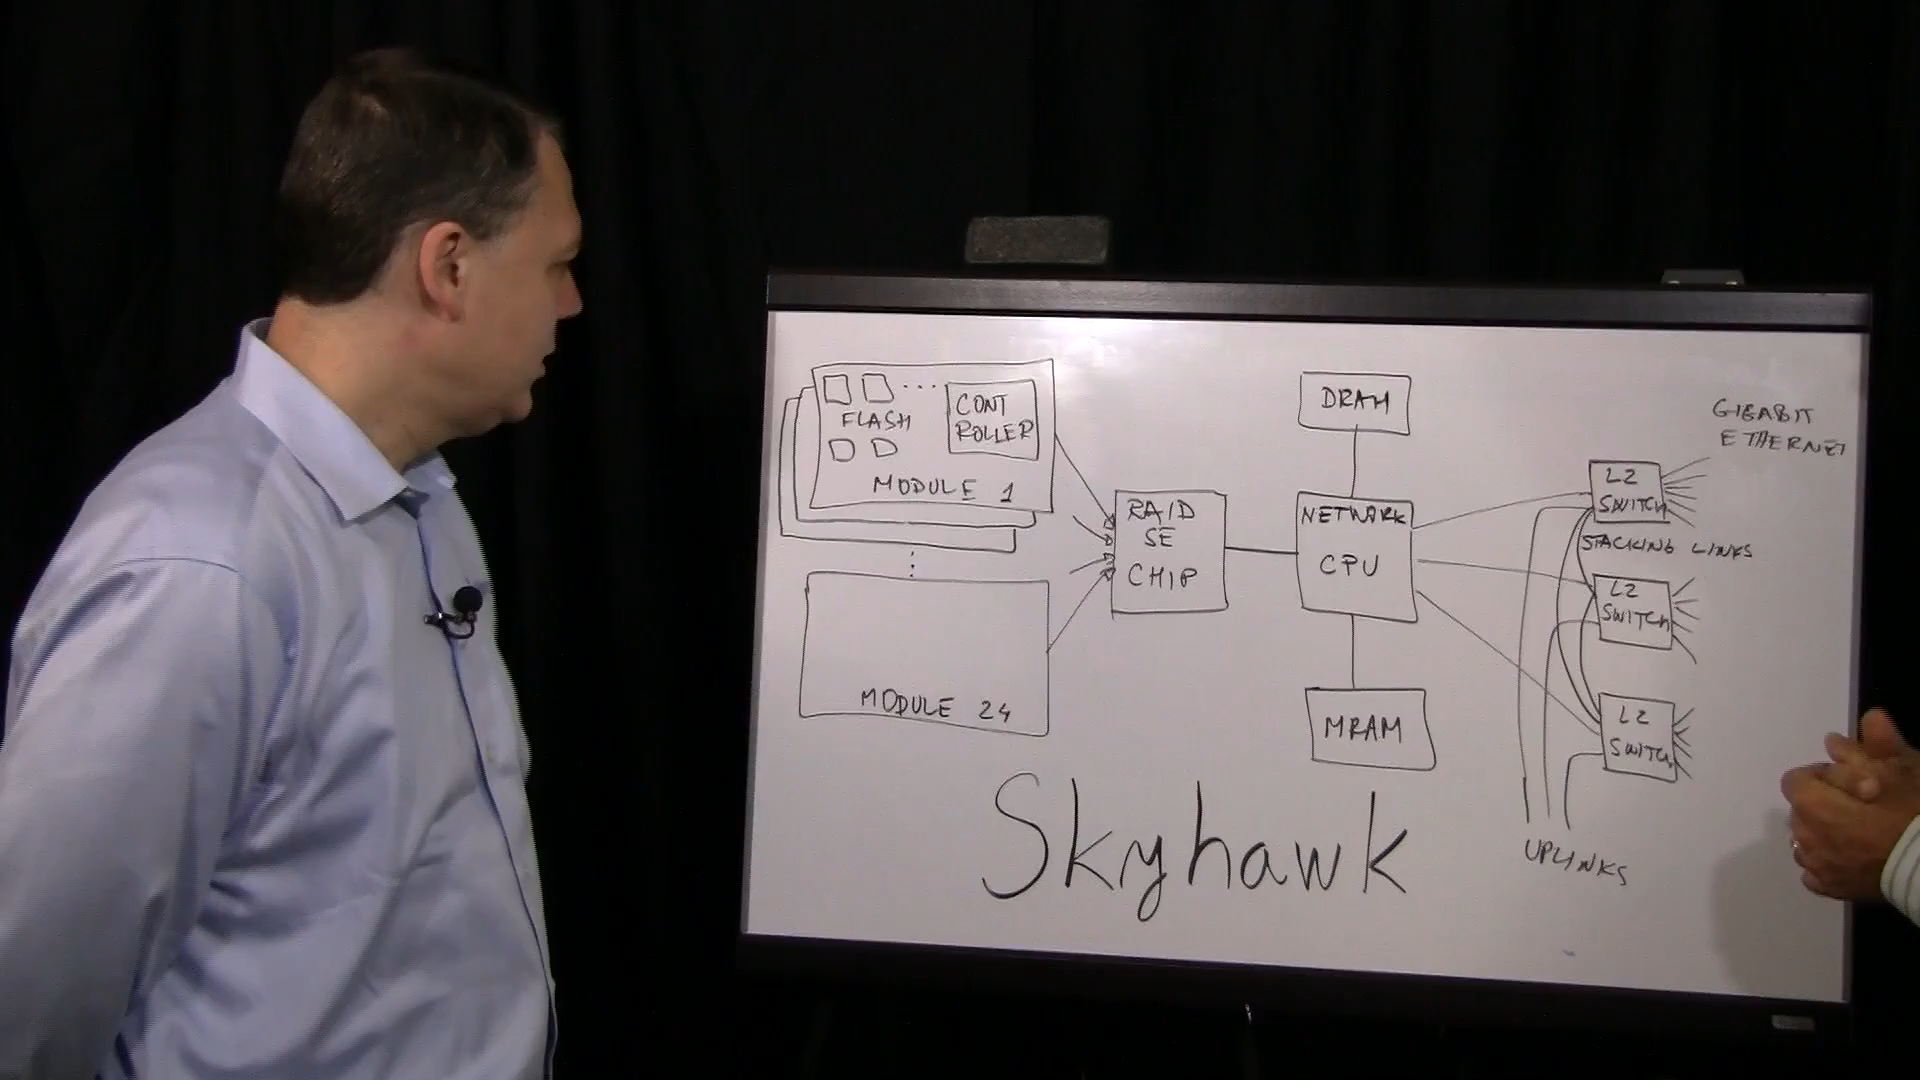 FLASH
CONT
ROLLER
MODULE 1
MODULE 24
RAID
SE
CHIP
DRAM
NETWORK
CPU
MRAM
GIGABIT
ETHERNET
L2
SWITCH
STACKING LINKS
L2
SWITCH
L2
SWITCH
UPLINKS
Skyhawk